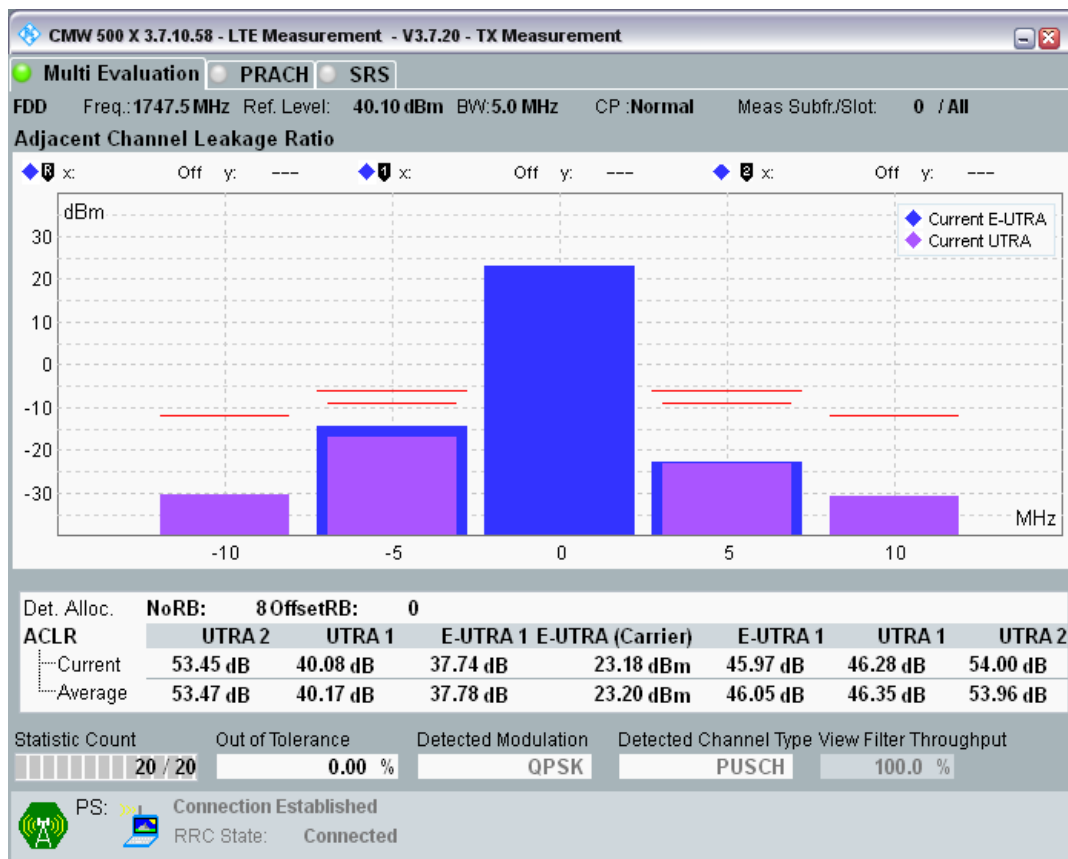 CMW 500 X 3.7.10.58 - LTE Measurement - V3.7.20 - TX Measurement
Multi Evaluation PRACH SRS
FDD Freq.:1747.5 MHz Ref. Level: 40.10 dBm BW:5.0 MHz CP :Normal Meas Subfr./Slot: 0 / All
Adjacent Channel Leakage Ratio
R x: Off y: --- 1 x: Off y: --- 2 x: Off y: ---
dBm
Current E-UTRA
Current UTRA
30
20
10
0
-10
-20
-30
MHz
-10 -5 0 5 10
Det. Alloc. NoRB: 8 OffsetRB: 0
ACLR UTRA 2 UTRA 1 E-UTRA 1 E-UTRA (Carrier) E-UTRA 1 UTRA 1 UTRA 2
Current 53.45 dB 40.08 dB 37.74 dB 23.18 dBm 45.97 dB 46.28 dB 54.00 dB
Average 53.47 dB 40.17 dB 37.78 dB 23.20 dBm 46.05 dB 46.35 dB 53.96 dB
Statistic Count Out of Tolerance Detected Modulation Detected Channel Type View Filter Throughput
20 / 20 0.00 % QPSK PUSCH 100.0 %
PS: Connection Established
RRC State: Connected